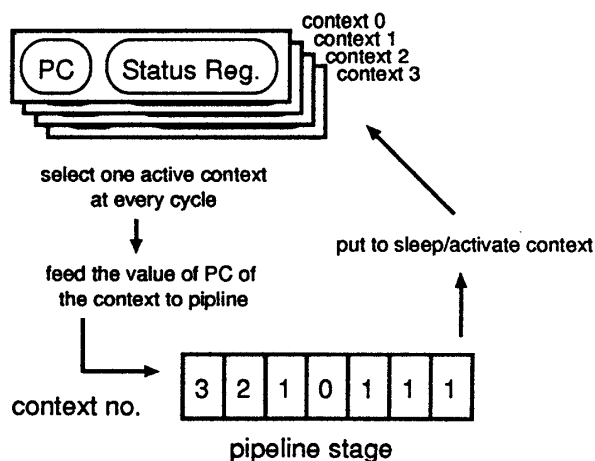 context 0
context 1
context 2
context 3
PC
Status Reg.
select one active context
at every cycle
put to sleep/activate context
feed the value of PC of
the context to pipline
context no.
3 2 1 0 1 1 1
pipeline stage